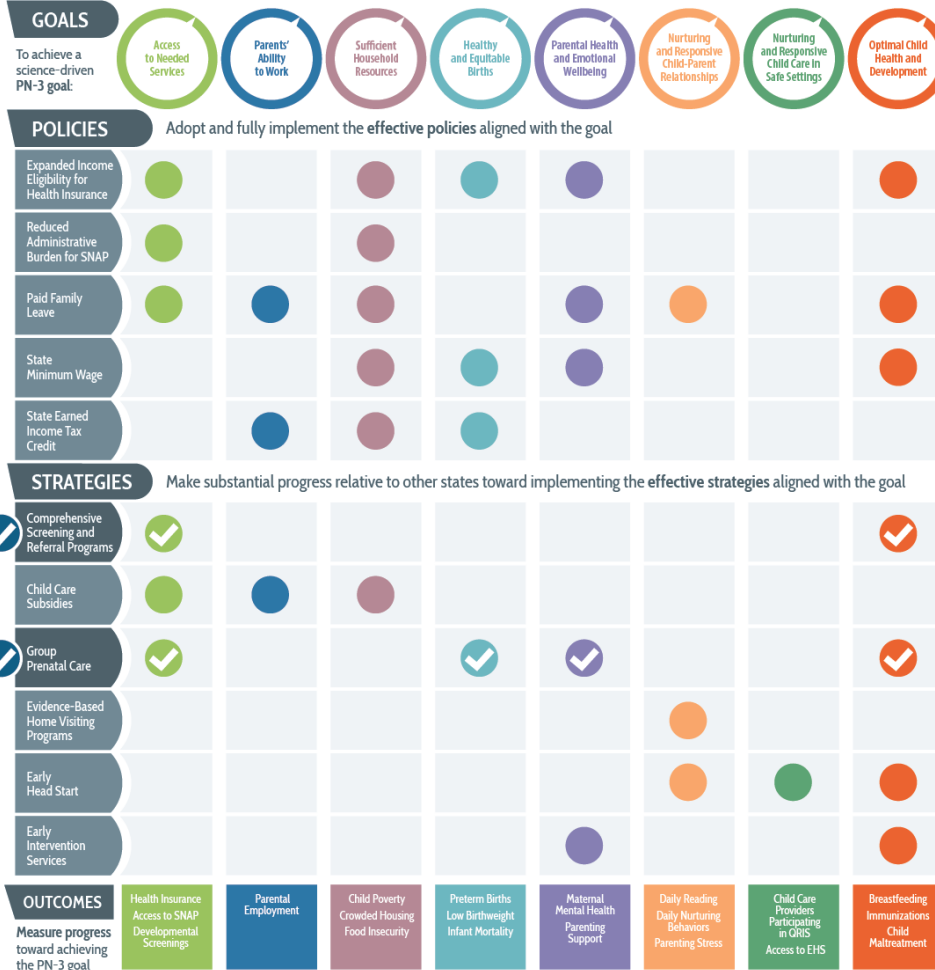 GOALS
To achieve a
science-driven
PN-3 goal:
Access
to Needed
Services
Parents'
Ability
to Work
Sufficient
Household
Resources
Healthy
and Equitable
Births
Parental Health
and Emotional
Wellbeing
Nurturing
and Responsive
Child-Parent
Relationships
Nurturing
and Responsive
Child Care in
Safe Settings
Optimal Child
Health and
Development
POLICIES
Adopt and fully implement the effective policies aligned with the goal
Expanded Income
Eligibility for
Health Insurance
Reduced
Administrative
Burden for SNAP
Paid Family
Leave
State
Minimum Wage
State Earned
Income Tax
Credit
STRATEGIES
Make substantial progress relative to other states toward implementing the effective strategies aligned with the goal
Comprehensive
Screening and
Referral Programs
Child Care
Subsidies
Group
Prenatal Care
Evidence-Based
Home Visiting
Programs
Early
Head Start
Early
Intervention
Services
OUTCOMES
Measure progress
toward achieving
the PN-3 goal
Health Insurance
Access to SNAP
Developmental
Screenings
Parental
Employment
Child Poverty
Crowded Housing
Food Insecurity
Preterm Births
Low Birthweight
Infant Mortality
Maternal
Mental Health
Parenting
Support
Daily Reading
Daily Nurturing
Behaviors
Parenting Stress
Child Care
Providers
Participating
in QRIS
Access to EHS
Breastfeeding
Immunizations
Child
Maltreatment